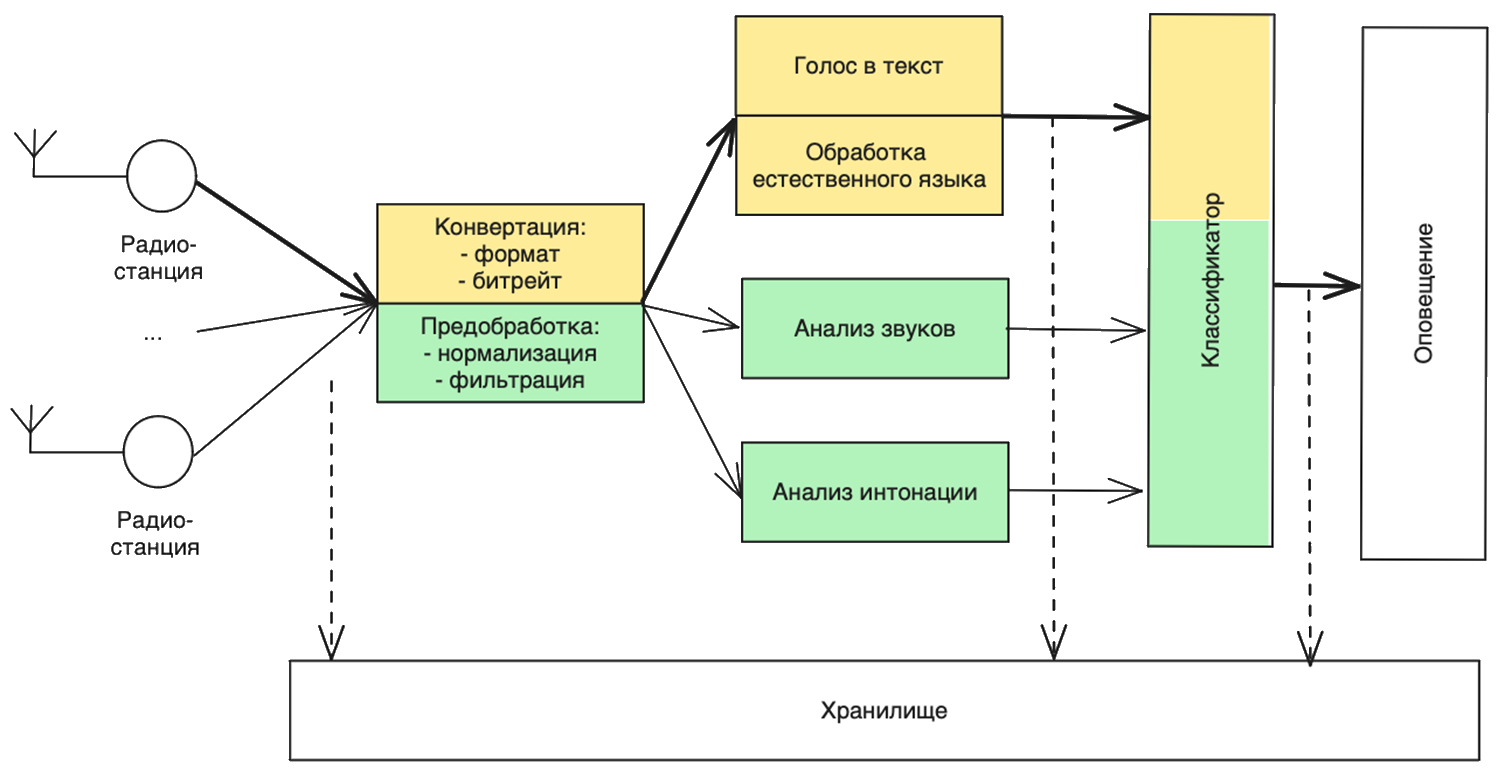 Радио-
станция
...
Радио-
станция
Конвертация:
- формат
- битрейт
Предобработка:
- нормализация
- фильтрация
Голос в текст
Обработка
естественного языка
Анализ звуков
Анализ интонации
Классификатор
Оповещение
Хранилище